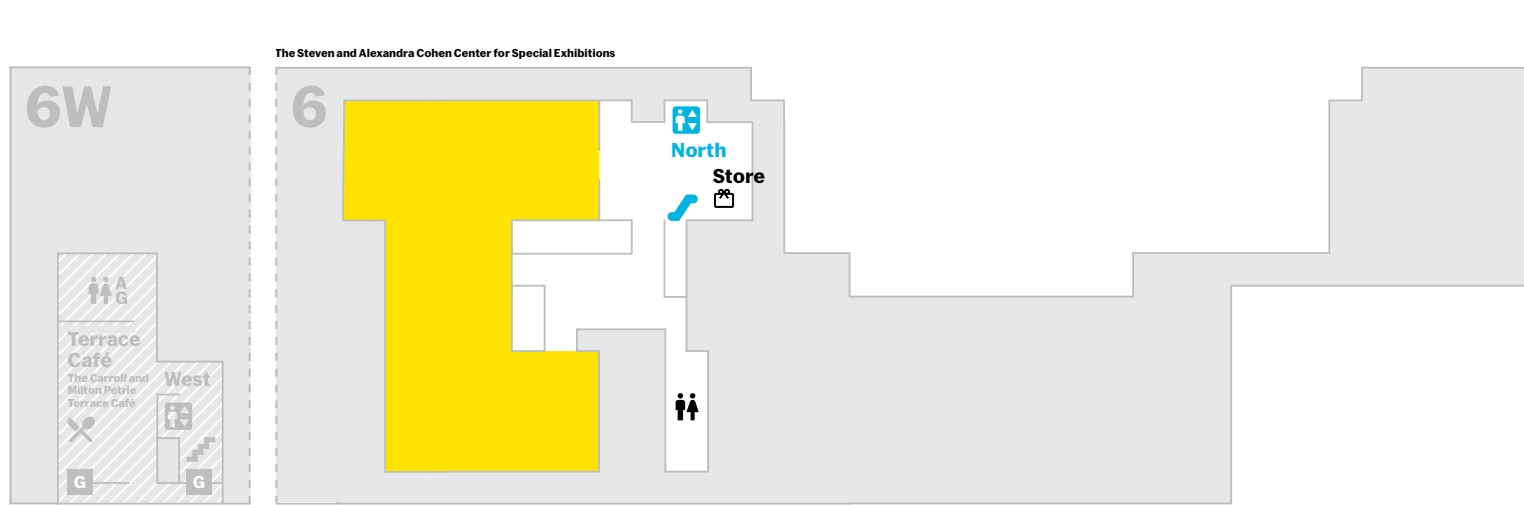 The Steven and Alexandra Cohen Center for Special Exhibitions
6W
6
North
Store
A
G
Terrace
Café
The Carroll and
Milton Petrie
Terrace Café
West
G
G